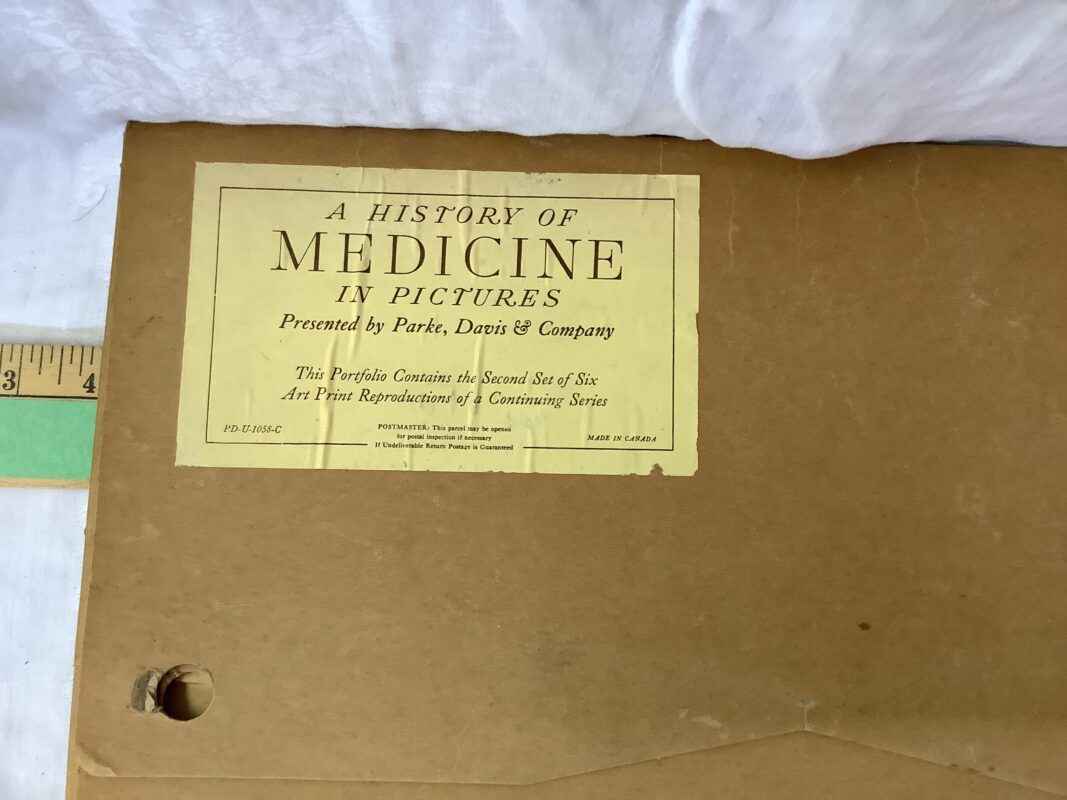 A HISTORY OF
MEDICINE
IN PICTURES
Presented by Parke, Davis & Company
This Portfolio Contains the Second Set of Six
Art Print Reproductions of a Continuing Series
PD-U-1058-C
POSTMASTER: This parcel may be opened
for postal inspection if necessary
If Undeliverable Return Postage is Guaranteed
MADE IN CANADA
3 4